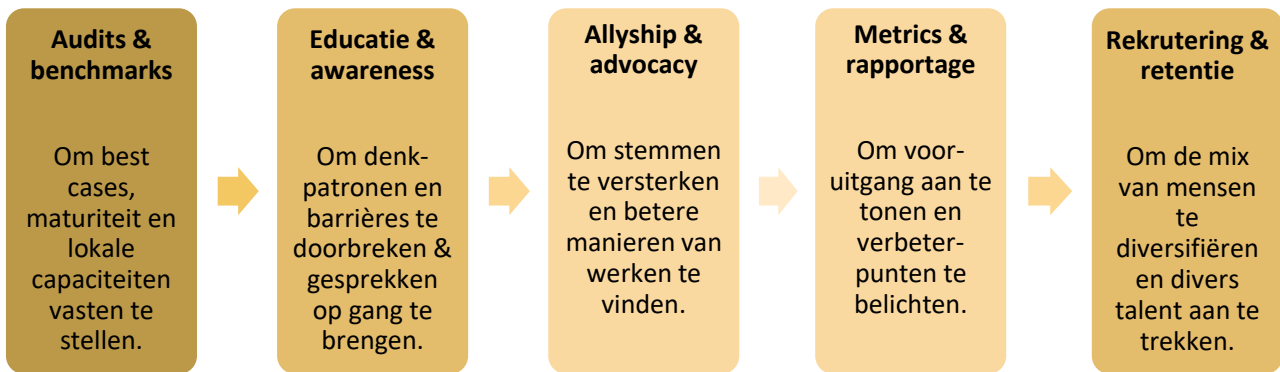 Audits &
benchmarks
Om best
cases,
maturiteit en
lokale
capaciteiten
vasten te
stellen.
Educatie &
awareness
Om denk-
patronen en
barrières te
doorbreken &
gesprekken
op gang te
brengen.
Allyship &
advocacy
Om stemmen
te versterken
en betere
manieren van
werken te
vinden.
Metrics &
rapportage
Om voor-
uitgang aan te
tonen en
verbeter-
punten te
belichten.
Rekrutering &
retentie
Om de mix
van mensen
te
diversifiëren
en divers
talent aan te
trekken.